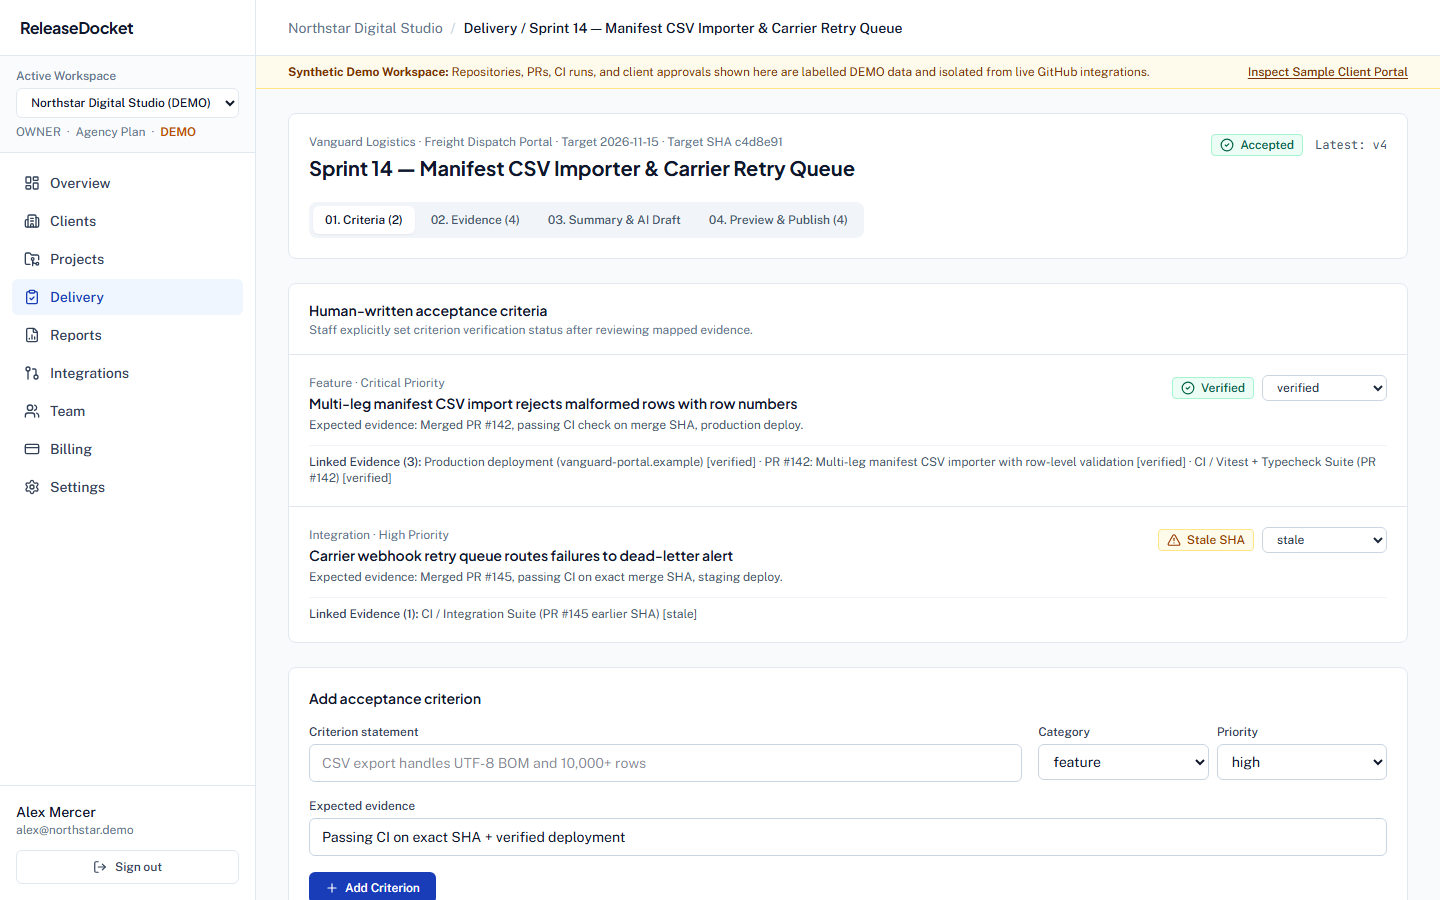 ReleaseDocket
Active Workspace
Northstar Digital Studio (DEMO)
OWNER · Agency Plan · DEMO
Overview
Clients
Projects
Delivery
Reports
Integrations
Team
Billing
Settings
Alex Mercer
alex@northstar.demo
Sign out
Northstar Digital Studio / Delivery / Sprint 14 — Manifest CSV Importer & Carrier Retry Queue
Synthetic Demo Workspace: Repositories, PRs, CI runs, and client approvals shown here are labelled DEMO data and isolated from live GitHub integrations.
Inspect Sample Client Portal
Vanguard Logistics · Freight Dispatch Portal · Target 2026-11-15 · Target SHA c4d8e91
Sprint 14 — Manifest CSV Importer & Carrier Retry Queue
Accepted
Latest: v4
01. Criteria (2)
02. Evidence (4)
03. Summary & AI Draft
04. Preview & Publish (4)
Human-written acceptance criteria
Staff explicitly set criterion verification status after reviewing mapped evidence.
Feature · Critical Priority
Multi-leg manifest CSV import rejects malformed rows with row numbers
Expected evidence: Merged PR #142, passing CI check on merge SHA, production deploy.
Verified
verified
Linked Evidence (3): Production deployment (vanguard-portal.example) [verified] · PR #142: Multi-leg manifest CSV importer with row-level validation [verified] · CI / Vitest + Typecheck Suite (PR
#142) [verified]
Integration · High Priority
Carrier webhook retry queue routes failures to dead-letter alert
Expected evidence: Merged PR #145, passing CI on exact merge SHA, staging deploy.
Stale SHA
stale
Linked Evidence (1): CI / Integration Suite (PR #145 earlier SHA) [stale]
Add acceptance criterion
Criterion statement
CSV export handles UTF-8 BOM and 10,000+ rows
Category
feature
Priority
high
Expected evidence
Passing CI on exact SHA + verified deployment
+ Add Criterion